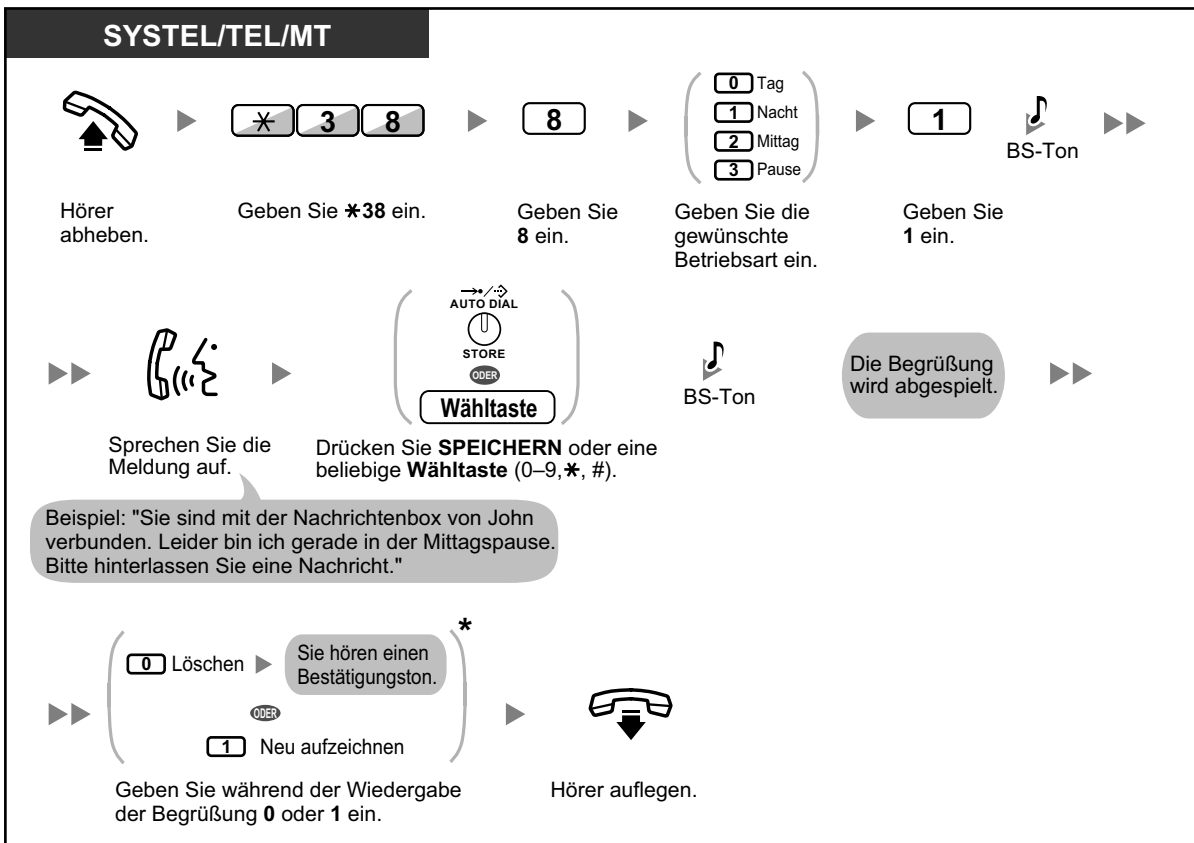 SYSTEL/TEL/MT
0 Tag
1 Nacht
2 Mittag
3 Pause
* 3 8
8
1
BS-Ton
Hörer
abheben.
Geben Sie *38 ein.
Geben Sie
8 ein.
Geben Sie die
gewünschte
Betriebsart ein.
Geben Sie
1 ein.
AUTO DIAL
STORE
ODER
Wähltaste
BS-Ton
Die Begrüßung
wird abgespielt.
Sprechen Sie die
Meldung auf.
Drücken Sie SPEICHERN oder eine
beliebige Wähltaste (0–9,*, #).
Beispiel: "Sie sind mit der Nachrichtenbox von John
verbunden. Leider bin ich gerade in der Mittagspause.
Bitte hinterlassen Sie eine Nachricht."
*
0 Löschen
Sie hören einen
Bestätigungston.
ODER
1 Neu aufzeichnen
Geben Sie während der Wiedergabe
der Begrüßung 0 oder 1 ein.
Hörer auflegen.